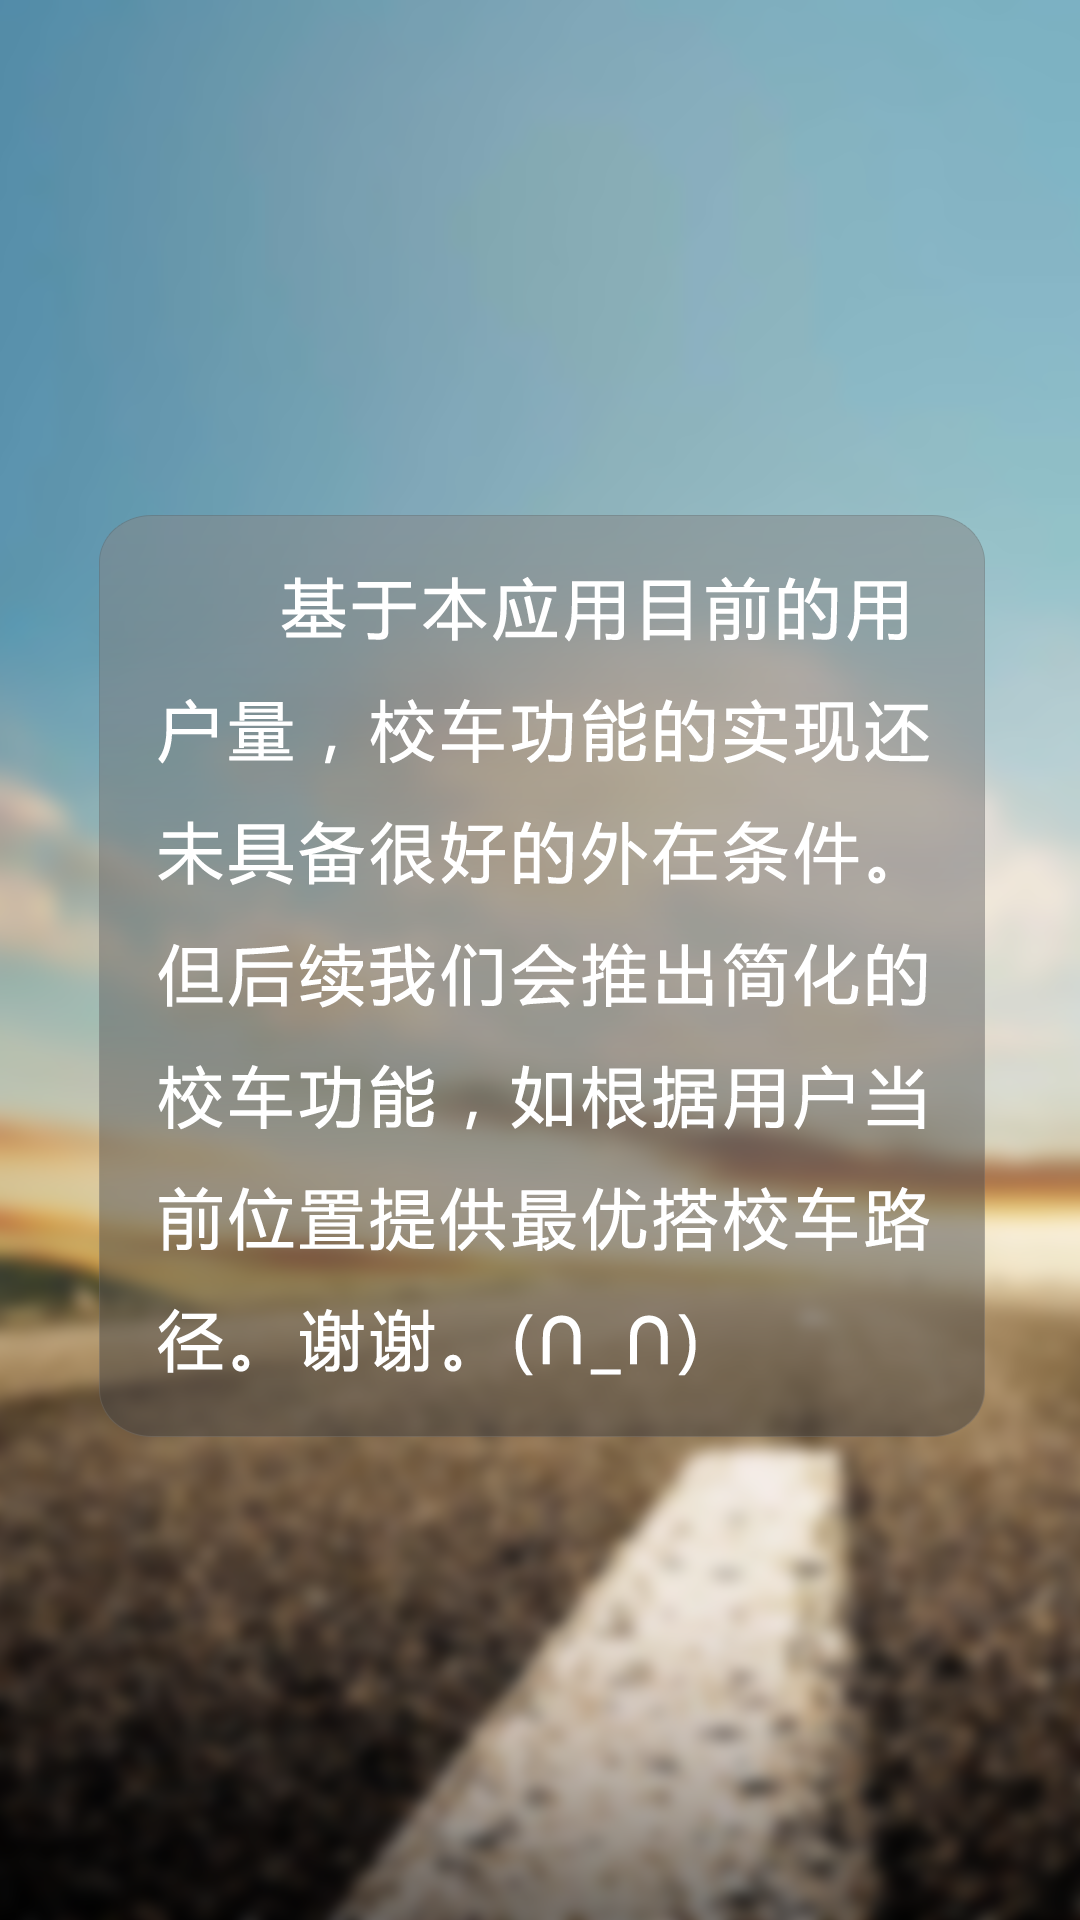 基于本应用目前的用
户量，校车功能的实现还
未具备很好的外在条件。
但后续我们会推出简化的
校车功能，如根据用户当
前位置提供最优搭校车路
径。谢谢。(∩_∩)